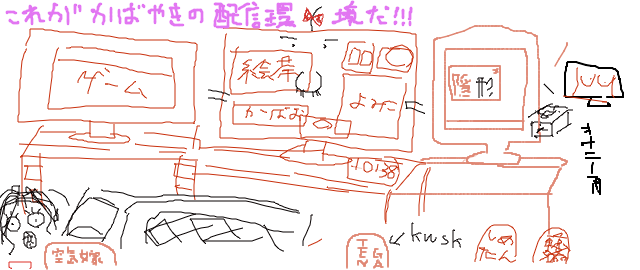 これがかばやきの配信環境だ!!!
ゲーム
絵茶
かばお
よみこ
10:38
隠形
オナニー用
空気嫁
TENGA
kwsk
しめたん